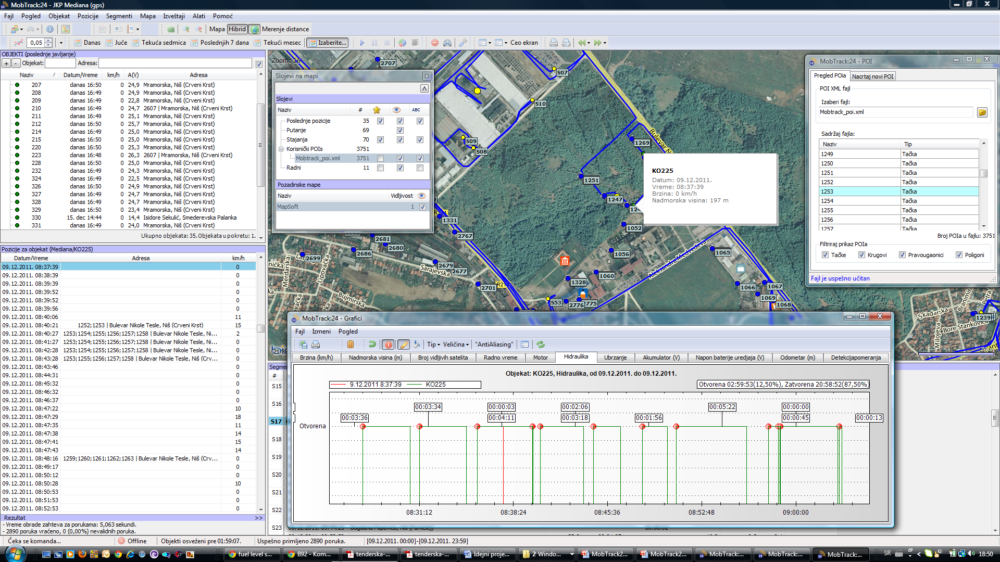 MobTrack:24 - JKP Mediana (gps)
Fajl Pogled Objekat Pozicije Segmenti Mapa Izveštaji Alati Pomoć
Mapa Hibrid Merenje distance
0,05 Danas Juče Tekuća sedmica Poslednjih 7 dana Tekući mesec Izaberite... Ceo ekran
OBJEKTI (poslednje javljanje)
+ - Objekat: Adresa:
Naziv / Datum/Vreme km/h A(V) Adresa
207 danas 16:50 0 24,9 Mramorska, Niš (Crveni Krst)
208 danas 16:49 0 24,9 Mramorska, Niš (Crveni Krst)
209 danas 16:49 0 22,8 Mramorska, Niš (Crveni Krst)
210 danas 16:49 0 24,7 2607 | Mramorska, Niš (Crveni Krst)
211 danas 16:49 0 25,1 Mramorska, Niš (Crveni Krst)
212 danas 16:50 0 25,7 Mramorska, Niš (Crveni Krst)
214 danas 16:49 0 25,0 Mramorska, Niš (Crveni Krst)
215 danas 16:50 0 25,0 Mramorska, Niš (Crveni Krst)
220 danas 16:50 0 25,3 Mramorska, Niš (Crveni Krst)
223 danas 16:48 0 26,3 2607 | Mramorska, Niš (Crveni Krst)
228 danas 16:50 0 25,0 Mramorska, Niš (Crveni Krst)
232 danas 16:49 0 24,3 Mramorska, Niš (Crveni Krst)
324 danas 16:49 0 22,5 Mramorska, Niš (Crveni Krst)
326 danas 16:50 0 24,9 Mramorska, Niš (Crveni Krst)
327 danas 16:49 0 24,7 Mramorska, Niš (Crveni Krst)
328 danas 16:49 0 24,7 Mramorska, Niš (Crveni Krst)
329 danas 16:50 0 23,4 Mramorska, Niš (Crveni Krst)
330 15. dec 14:44 0 14,4 Isidore Sekulić, Smederevska Palanka
331 danas 16:49 0 24,0 Mramorska, Niš (Crveni Krst)
Ukupno objekata: 35.Objekata u pokretu: 1.
Pozicije za objekat (Mediana/KO225)
Datum/Vreme Adresa km/h
09.12.2011. 08:37:39 0
09.12.2011. 08:38:39 0
09.12.2011. 08:39:39 0
09.12.2011. 08:39:52 0
09.12.2011. 08:39:52 0
09.12.2011. 08:39:56 0
09.12.2011. 08:40:06 11
09.12.2011. 08:40:21 1252;1253 | Bulevar Nikole Tesle, Niš (Crveni Krst) 15
09.12.2011. 08:40:27 1253;1254;1255;1256;1257;1258 | Bulevar Nikole Tesle, Ni... 2
09.12.2011. 08:41:27 1253;1254;1255;1256;1257;1258 | Bulevar Nikole Tesle, Ni... 0
09.12.2011. 08:42:28 1253;1254;1255;1256;1257;1258 | Bulevar Nikole Tesle, Ni... 0
09.12.2011. 08:43:28 1253;1255;1256;1257;1258 | Bulevar Nikole Tesle, Niš (Crv... 0
09.12.2011. 08:43:46 0
09.12.2011. 08:44:31 0
09.12.2011. 08:45:32 0
09.12.2011. 08:46:32 0
09.12.2011. 08:46:37 0
09.12.2011. 08:47:22 10
09.12.2011. 08:47:29 18
09.12.2011. 08:47:35 11
09.12.2011. 08:47:38 14
09.12.2011. 08:47:41 15
09.12.2011. 08:47:43 14
09.12.2011. 08:48:16 1259;1260;1261;1262;1263 | Bulevar Nikole Tesle, Niš (Crv... 0
09.12.2011. 08:49:17 0
09.12.2011. 08:50:12 0
09.12.2011. 08:50:28 10
09.12.2011. 08:50:53 0
09.12.2011. 08:51:53 0
09.12.2011. 08:52:53 0
Rezultat >>
- Vreme obrade zahteva za porukama: 5,063 sekundi.
- 2890 poruka vraćeno, 0 (0,00%) nevalidnih poruka.
Zoom: 16
2707
S07
S10
S09
S08
1269
1251
1247
1052
1331
2767
2681
2680
2686
2699
2679
2677
2701
1056
1060
1328
S53
2776
2775
1065
1066
1067
1069
1068
1239
Merdarska
Lipovačka
Bujmirska
Sarajevska
Aleksandra Medvedeva
Skadarska
Milojeva
Bore Stankovića
Slojevi na mapi
Slojevi
Naziv # ABC
Poslednje pozicije 35
Putanje 69
Stajanja 70
Korisnički POIs 3751
Mobtrack_poi.xml 3751
Radni 11
Pozadinske mape
Naziv Vidljivost
MapSoft 1
KO225
Datum: 09.12.2011.
Vreme: 08:37:39
Brzina: 0 km/h
Nadmorska visina: 197 m
MobTrack:24 - POI
Pregled POIa Nacrtaj novi POI
POI XML fajl
Izaberi fajl:
Mobtrack_poi.xml
Sadržaj fajla:
Naziv Tip
1249 Tačka
1250 Tačka
1251 Tačka
1252 Tačka
1253 Tačka
1254 Tačka
1255 Tačka
1256 Tačka
1257 Tačka
Broj POIa u fajlu: 3751
Filtriraj prikaz POIa
Tačke Krugovi Pravougaonici Poligoni
Fajl je uspešno učitan
Segme
#
S15
S16
S17
S18
S19
S20
S21
S22
S23
MobTrack:24 - Grafici
Fajl Izmeni Pogled
Tip Veličina "AntiAliasing"
Brzina (km/h) Nadmorska visina (m) Broj vidljivih satelita Radno vreme Motor Hidraulika Ubrzanje Akumulator (V) Napon baterije uredjaja (V) Odometar (m) Detekcijapomeranja
Objekat: KO225, Hidraulika, od 09.12.2011. do 09.12.2011.
9.12.2011 8:37:39 KO225
Otvorena 02:59:53(12,50%), Zatvorena 20:58:52(87,50%)
00:03:34 00:00:03 00:02:06 00:05:22 00:00:00
00:03:36 00:04:11 00:03:18 00:01:56 00:00:45 00:00:13
Otvorena
08:31:12 08:38:24 08:45:36 08:52:48 09:00:00
Čeka se komanda... Offline Objekti osveženi pre 01:59:07. Uspešno primljeno 2890 poruka. [09.12.2011. 00:00]-[09.12.2011. 23:59]
fuel level s... B92 - Kom... tenderska-... tenderska-... Idejni proje... 2 Windo... MobTrack2... MobTrack2... MobTrack:... MobTrack:... MobTrack:... SR 18:50